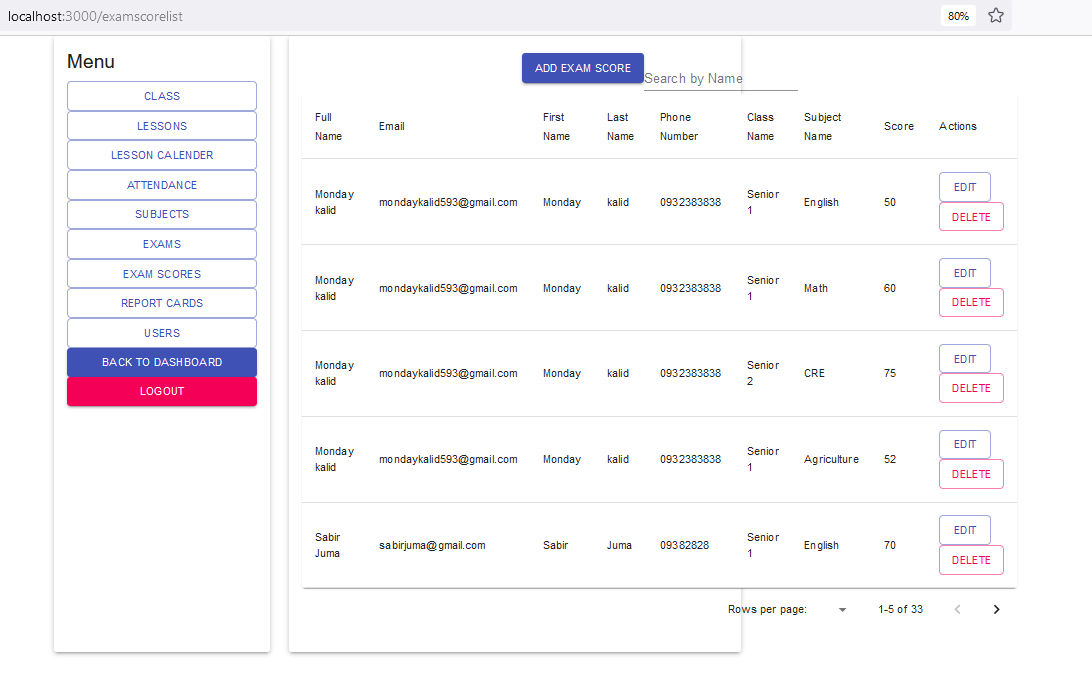 localhost:3000/examscorelist
80%
Menu
CLASS
LESSONS
LESSON CALENDER
ATTENDANCE
SUBJECTS
EXAMS
EXAM SCORES
REPORT CARDS
USERS
BACK TO DASHBOARD
LOGOUT
ADD EXAM SCORE
Search by Name
Full Name Email First Name Last Name Phone Number Class Name Subject Name Score Actions
Monday kalid mondaykalid593@gmail.com Monday kalid 0932383838 Senior 1 English 50 EDIT
DELETE
Monday kalid mondaykalid593@gmail.com Monday kalid 0932383838 Senior 1 Math 60 EDIT
DELETE
Monday kalid mondaykalid593@gmail.com Monday kalid 0932383838 Senior 2 CRE 75 EDIT
DELETE
Monday kalid mondaykalid593@gmail.com Monday kalid 0932383838 Senior 1 Agriculture 52 EDIT
DELETE
Sabir Juma sabirjuma@gmail.com Sabir Juma 09382828 Senior 1 English 70 EDIT
DELETE
Rows per page: 1-5 of 33